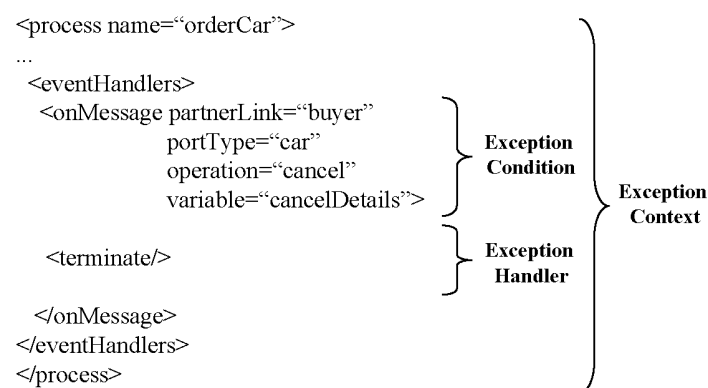 <process name=“orderCar”>
...
<eventHandlers>
<onMessage partnerLink=“buyer”
portType=“car”
operation=“cancel”
variable=“cancelDetails”>
<terminate/>
</onMessage>
</eventHandlers>
</process>
Exception
Condition
Exception
Handler
Exception
Context